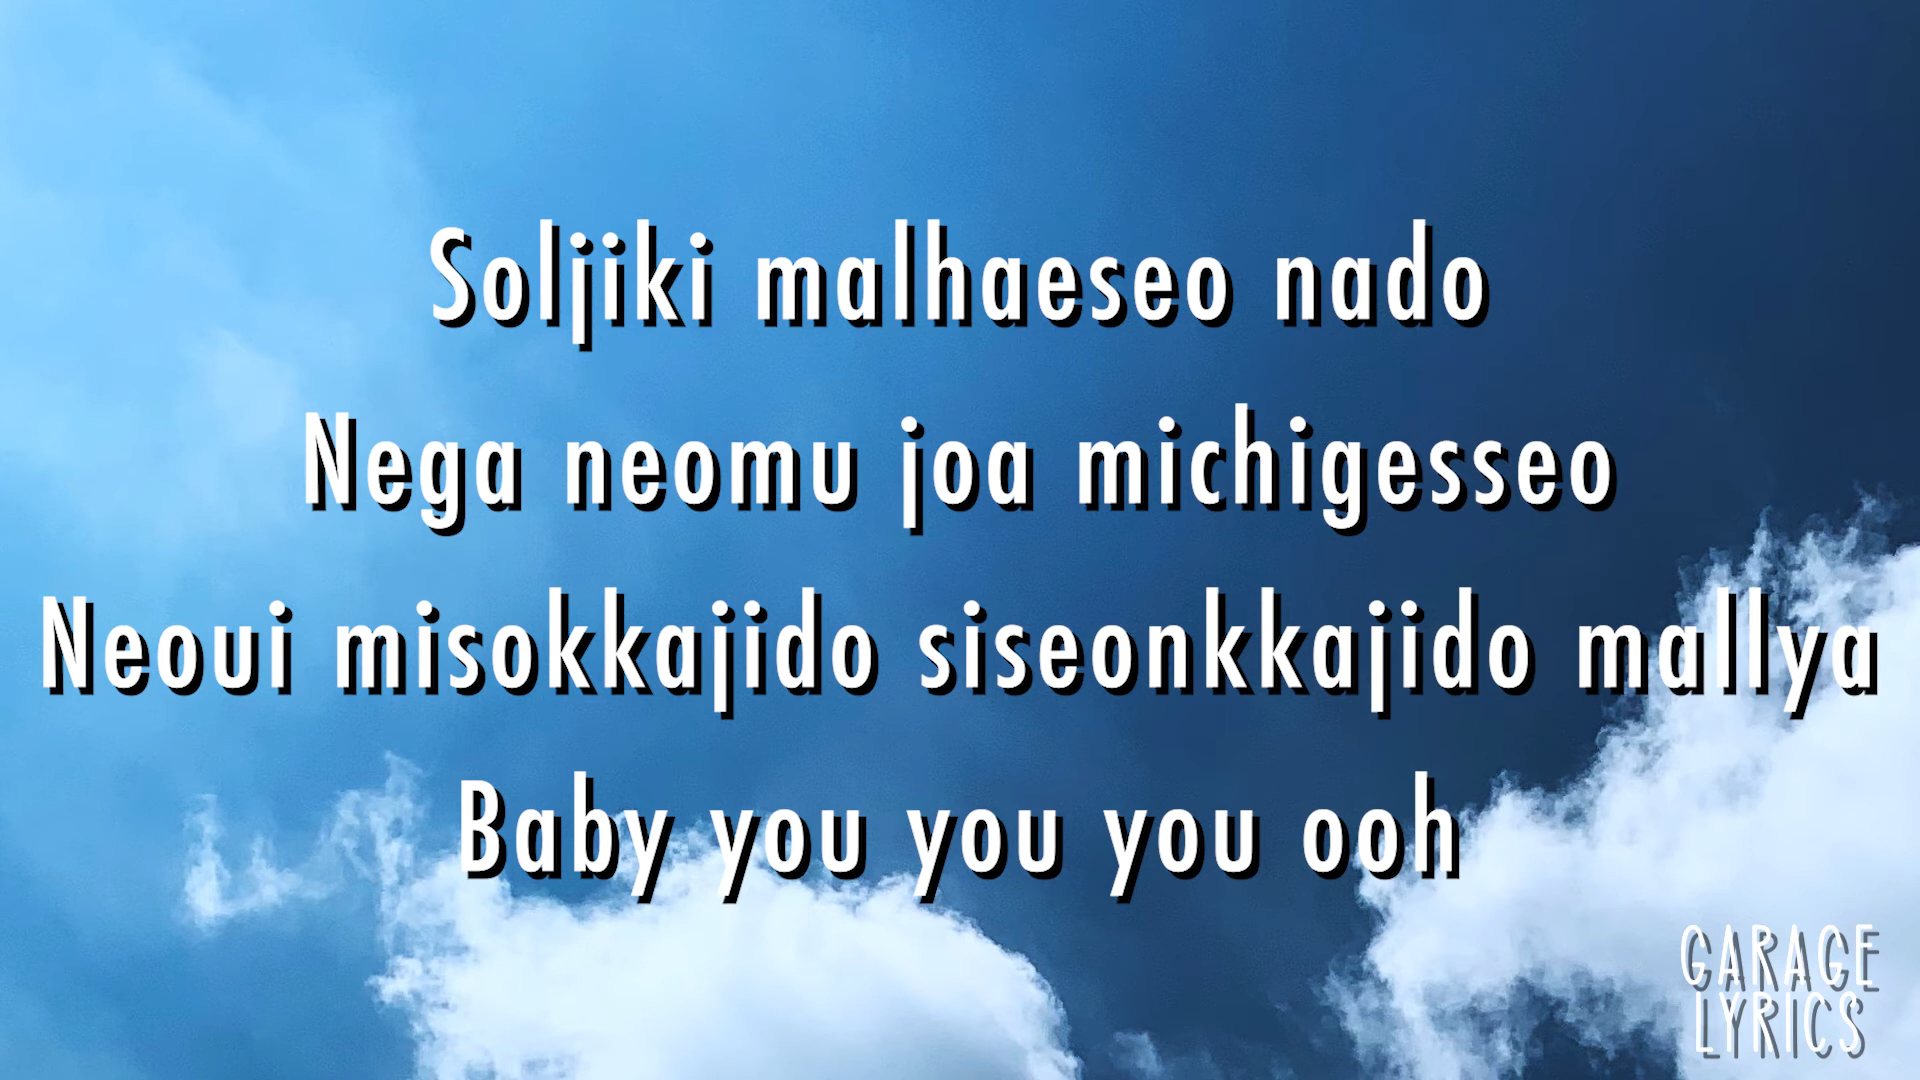 Soljiki malhaeseo nado
Nega neomu joa michigesseo
Neoui misokkajido siseonkkajido mallya
Baby you you you ooh
GARAGE
LYRICS